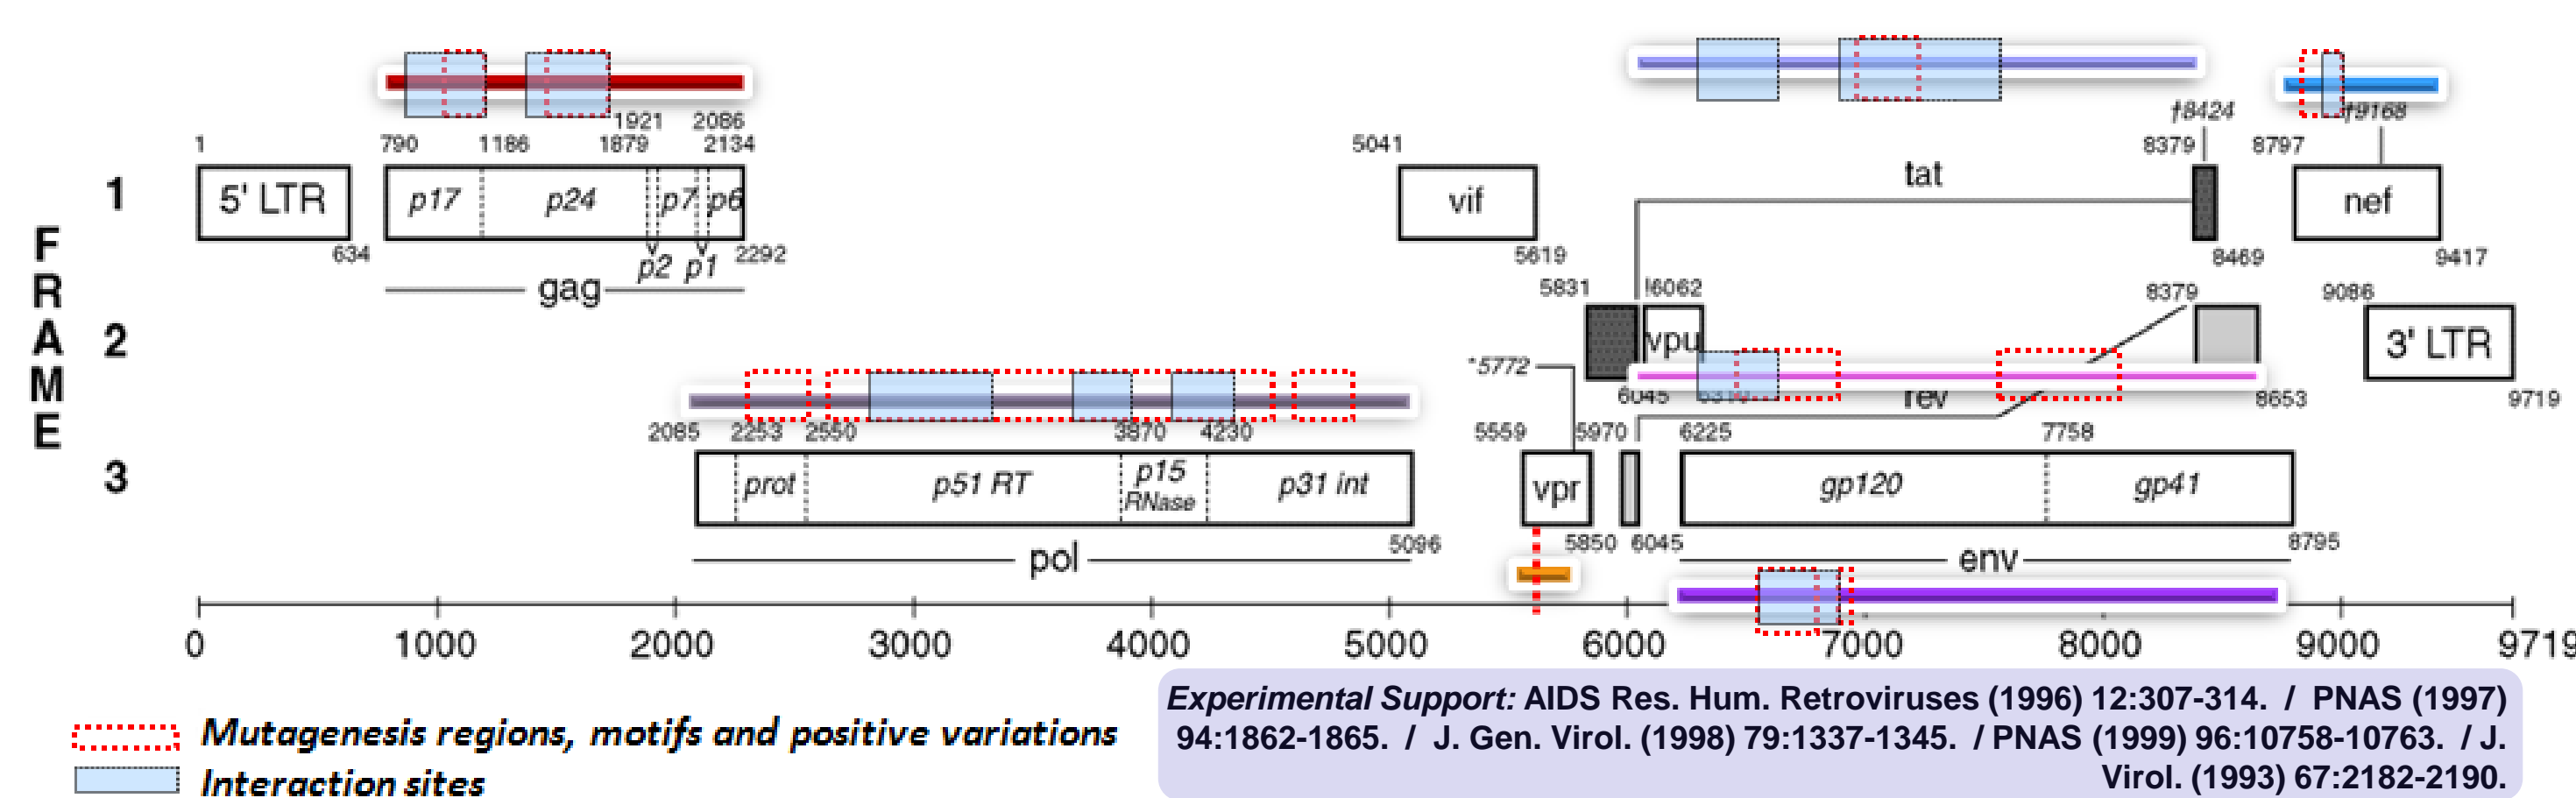 1921 2086
†8424 †9168
1 790 1186 1879 2134 5041 8379 8797
tat
FRAME
1 5' LTR p17 p24 p7 p6 vif nef
634 p2 p1 2292 5619 8469 9417
gag
5831 !6062 8379 9086
2 vpu 3' LTR
*5772
6045 rev 8653 9719
2085 2253 2550 3870 4230 5559 5970 6225 7758
3 prot p51 RT p15 RNase p31 int vpr gp120 gp41
5096 5850 6045 8795
pol env
0 1000 2000 3000 4000 5000 6000 7000 8000 9000 9719
Mutagenesis regions, motifs and positive variations
Interaction sites
Experimental Support: AIDS Res. Hum. Retroviruses (1996) 12:307-314. / PNAS (1997)
94:1862-1865. / J. Gen. Virol. (1998) 79:1337-1345. / PNAS (1999) 96:10758-10763. / J.
Virol. (1993) 67:2182-2190.